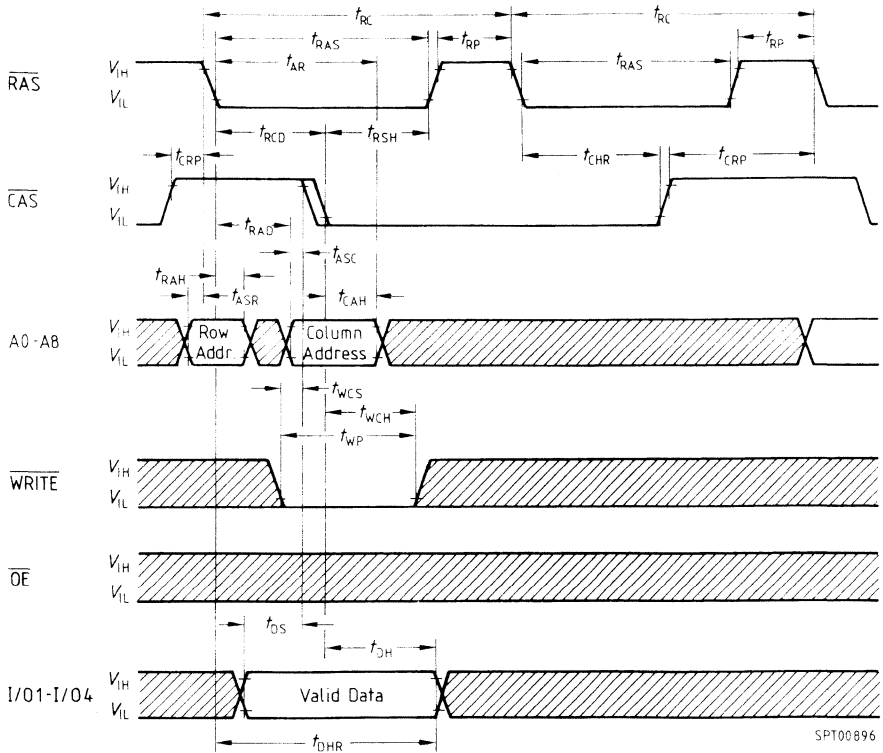 tRC tRC
tRAS tRP tRP
tAR tRAS
RAS VIH
VIL
tRCD tRSH
tCRP tCHR tCRP
CAS VIH
VIL
tRAD
tASC
tRAH
tASR tCAH
A0-A8 VIH
VIL
Row Addr.
Column Address
tWCS
tWCH
tWP
WRITE VIH
VIL
OE VIH
VIL
tDS
tDH
I/O1-I/O4 VIH
VIL
Valid Data
tDHR
SPT00896